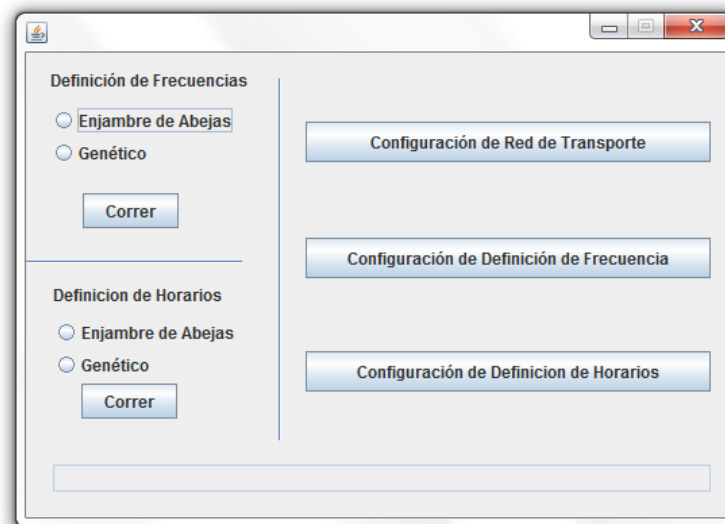 Definición de Frecuencias
Enjambre de Abejas
Genético
Correr
Definicion de Horarios
Enjambre de Abejas
Genético
Correr
Configuración de Red de Transporte
Configuración de Definición de Frecuencia
Configuración de Definicion de Horarios